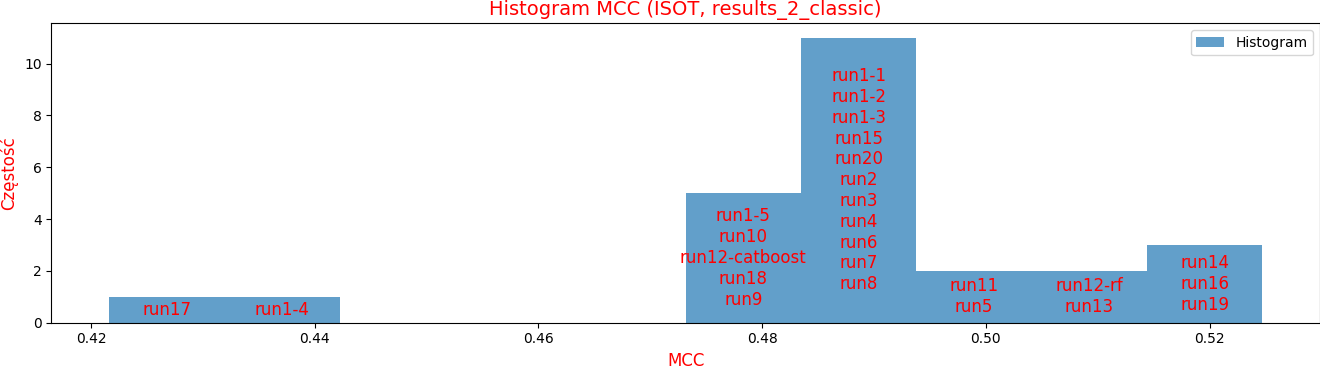 Histogram MCC (ISOT, results_2_classic)
Histogram
Częstość
10
8
6
4
2
0
run17
run1-4
run1-5
run10
run12-catboost
run18
run9
run1-1
run1-2
run1-3
run15
run20
run2
run3
run4
run6
run7
run8
run11
run5
run12-rf
run13
run14
run16
run19
0.42 0.44 0.46 0.48 0.50 0.52
MCC